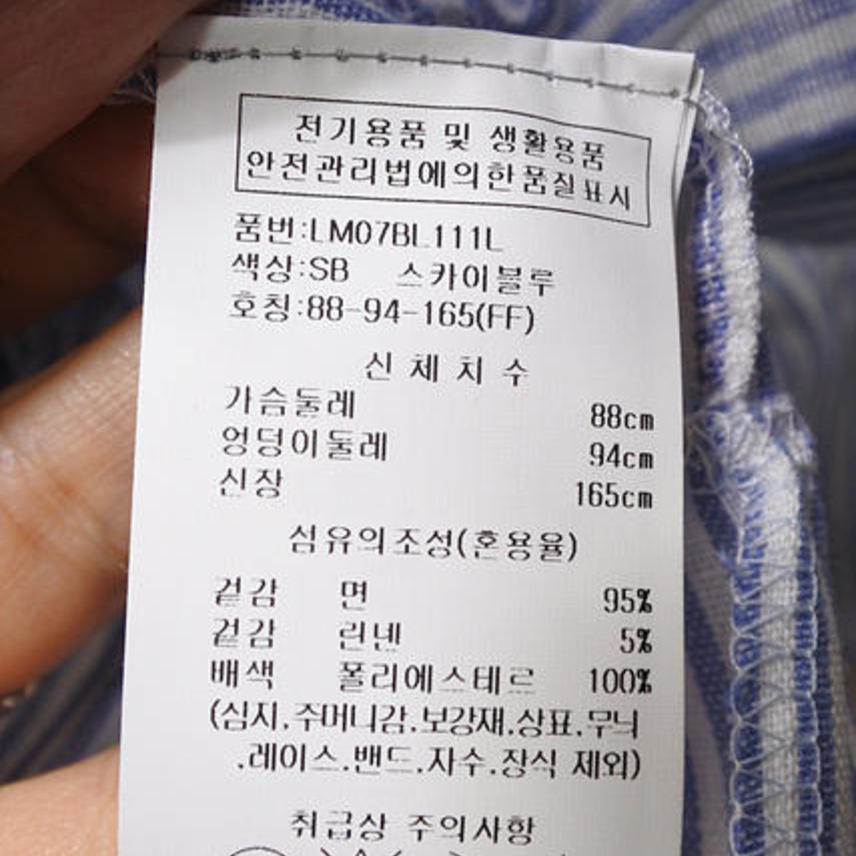 전기용품 및 생활용품
안전관리법에의한품질표시
품번:LM07BL111L
색상:SB 스카이블루
호칭:88-94-165(FF)
신체치수
가슴둘레 88cm
엉덩이둘레 94cm
신장 165cm
섬유의조성(혼용율)
겉감 면 95%
겉감 린넨 5%
배색 폴리에스테르 100%
(심지.주머니감.보강재.상표.무늬
.레이스.밴드.자수.장식 제외)
취급상 주의사항